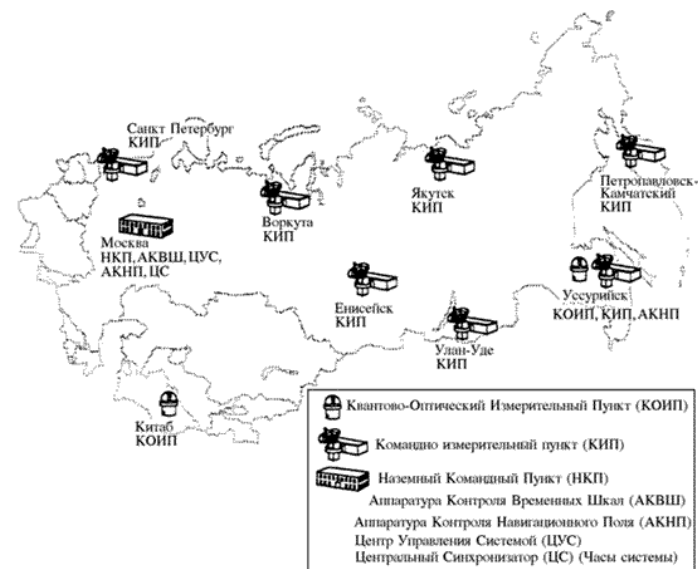 Санкт Петербург
КИП
Якутск
КИП
Петропавловск-
Камчатский
КИП
Воркута
КИП
Москва
НКП, АКВШ, ЦУС,
АКНП, ЦС
Енисейск
КИП
Уссурийск
КОИП, КИП, АКНП
Улан-Уде
КИП
Китаб
КОИП
Квантово-Оптический Измерительный Пункт (КОИП)
Командно измерительный пункт (КИП)
Наземный Командный Пункт (НКП)
Аппаратура Контроля Временных Шкал (АКВШ)
Аппаратура Контроля Навигационного Поля (АКНП)
Центр Управления Системой (ЦУС)
Центральный Синхронизатор (ЦС) (Часы системы)